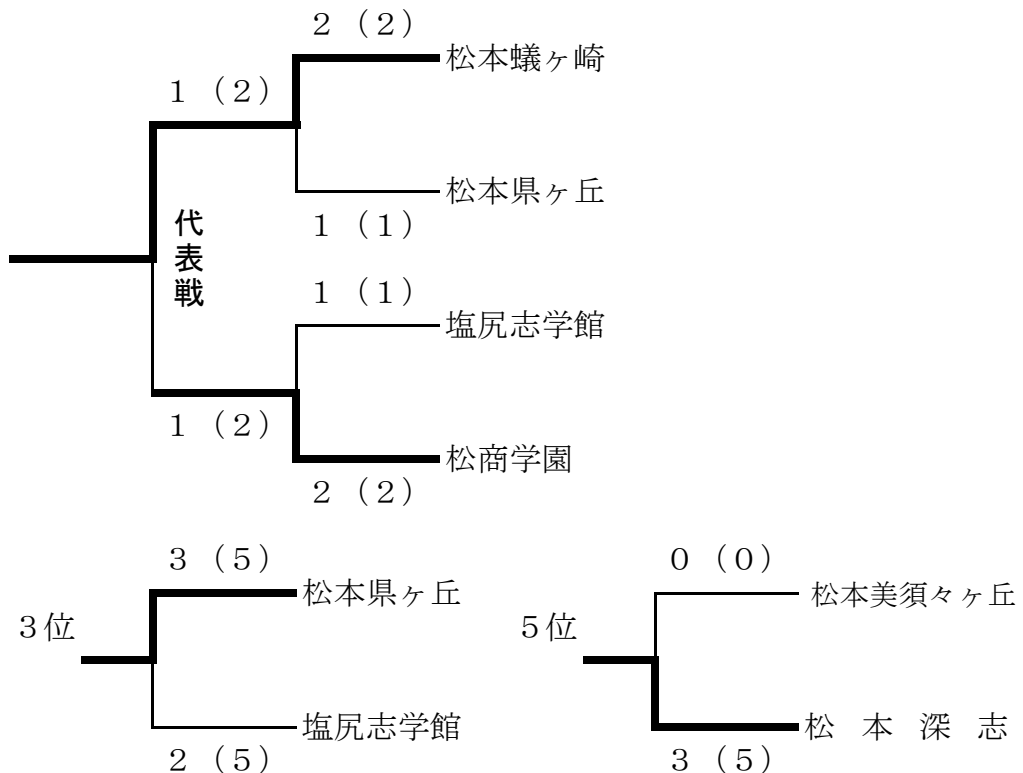 ２（２）
松本蟻ヶ崎
１（２）
松本県ヶ丘
１（１）
代表戦
１（１）
塩尻志学館
１（２）
松商学園
２（２）
３（５）
松本県ヶ丘
３位
塩尻志学館
２（５）
０（０）
松本美須々ヶ丘
５位
松本深志
３（５）